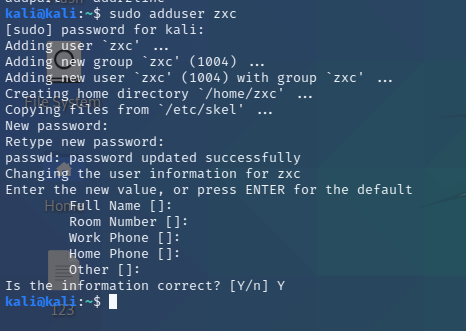 kali@kali:~$ sudo adduser zxc
[sudo] password for kali:
Adding user `zxc' ...
Adding new group `zxc' (1004) ...
Adding new user `zxc' (1004) with group `zxc' ...
Creating home directory `/home/zxc' ...
Copying files from `/etc/skel' ...
File System
New password:
Retype new password:
passwd: password updated successfully
Changing the user information for zxc
Enter the new value, or press ENTER for the default
Full Name []:
Home
Room Number []:
Work Phone []:
Home Phone []:
Other []:
Is the information correct? [Y/n] Y
kali@kali:~$
123